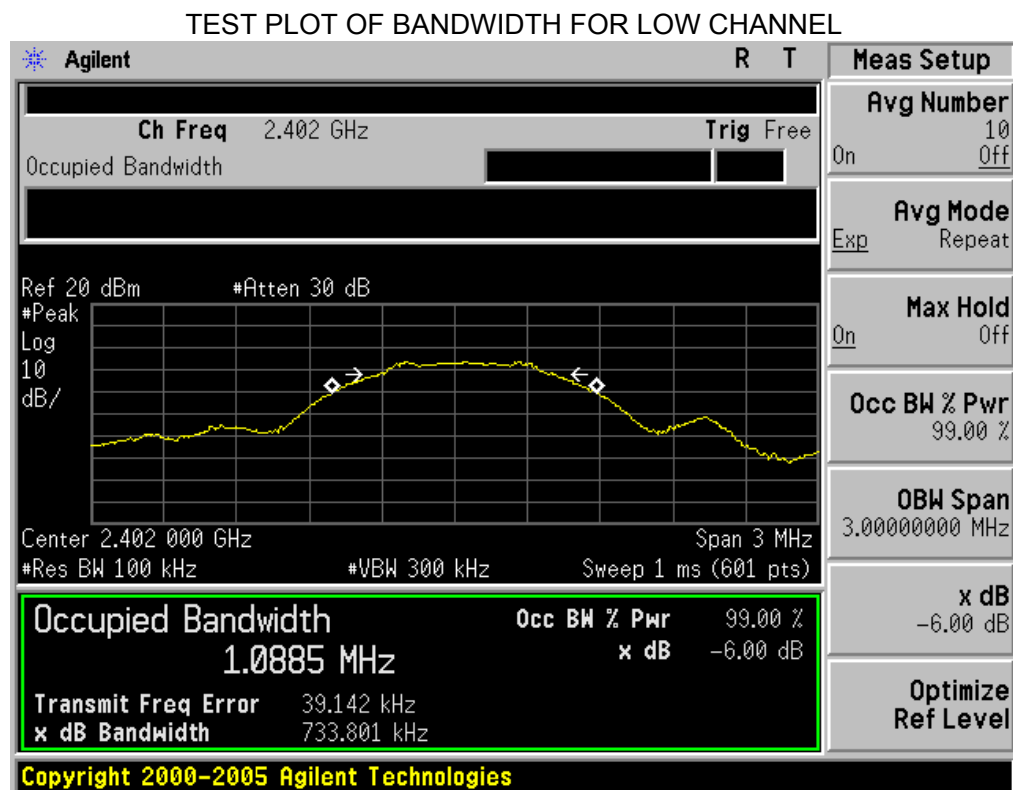 TEST PLOT OF BANDWIDTH FOR LOW CHANNEL
Agilent R T
Ch Freq 2.402 GHz Trig Free
Occupied Bandwidth
Ref 20 dBm #Atten 30 dB
#Peak
Log
10
dB/
Center 2.402 000 GHz Span 3 MHz
#Res BW 100 kHz #VBW 300 kHz Sweep 1 ms (601 pts)
Occupied Bandwidth Occ BW % Pwr 99.00 %
1.0885 MHz x dB -6.00 dB
Transmit Freq Error 39.142 kHz
x dB Bandwidth 733.801 kHz
Copyright 2000-2005 Agilent Technologies
Meas Setup
Avg Number
10
On Off
Avg Mode
Exp Repeat
Max Hold
On Off
Occ BW % Pwr
99.00 %
OBW Span
3.00000000 MHz
x dB
-6.00 dB
Optimize
Ref Level